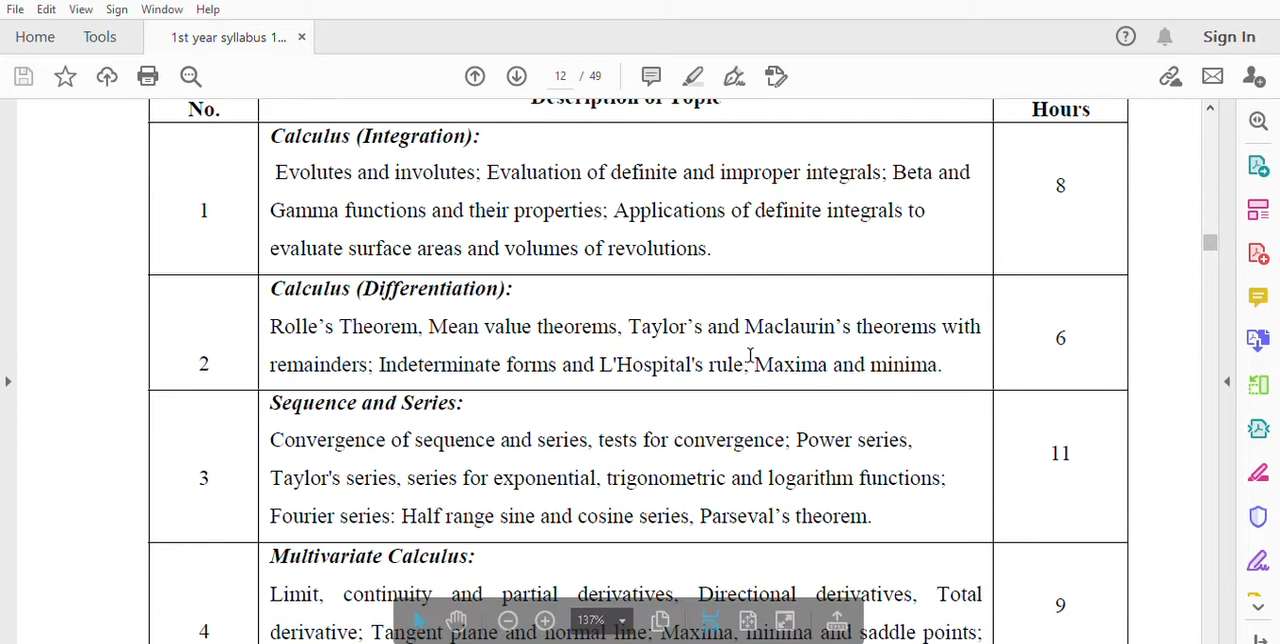 File Edit View Sign Window Help
Home Tools 1st year syllabus 1... × Sign In
12 / 49
No. Description of Topic Hours
Calculus (Integration):
Evolutes and involutes; Evaluation of definite and improper integrals; Beta and
1 Gamma functions and their properties; Applications of definite integrals to 8
evaluate surface areas and volumes of revolutions.
Calculus (Differentiation):
Rolle’s Theorem, Mean value theorems, Taylor’s and Maclaurin’s theorems with
2 remainders; Indeterminate forms and L'Hospital's rule; Maxima and minima. 6
Sequence and Series:
Convergence of sequence and series, tests for convergence; Power series,
3 Taylor's series, series for exponential, trigonometric and logarithm functions; 11
Fourier series: Half range sine and cosine series, Parseval’s theorem.
Multivariate Calculus:
Limit, continuity and partial derivatives, Directional derivatives, Total 9
4 derivative; Tangent plane and normal line; Maxima, minima and saddle points;
137%